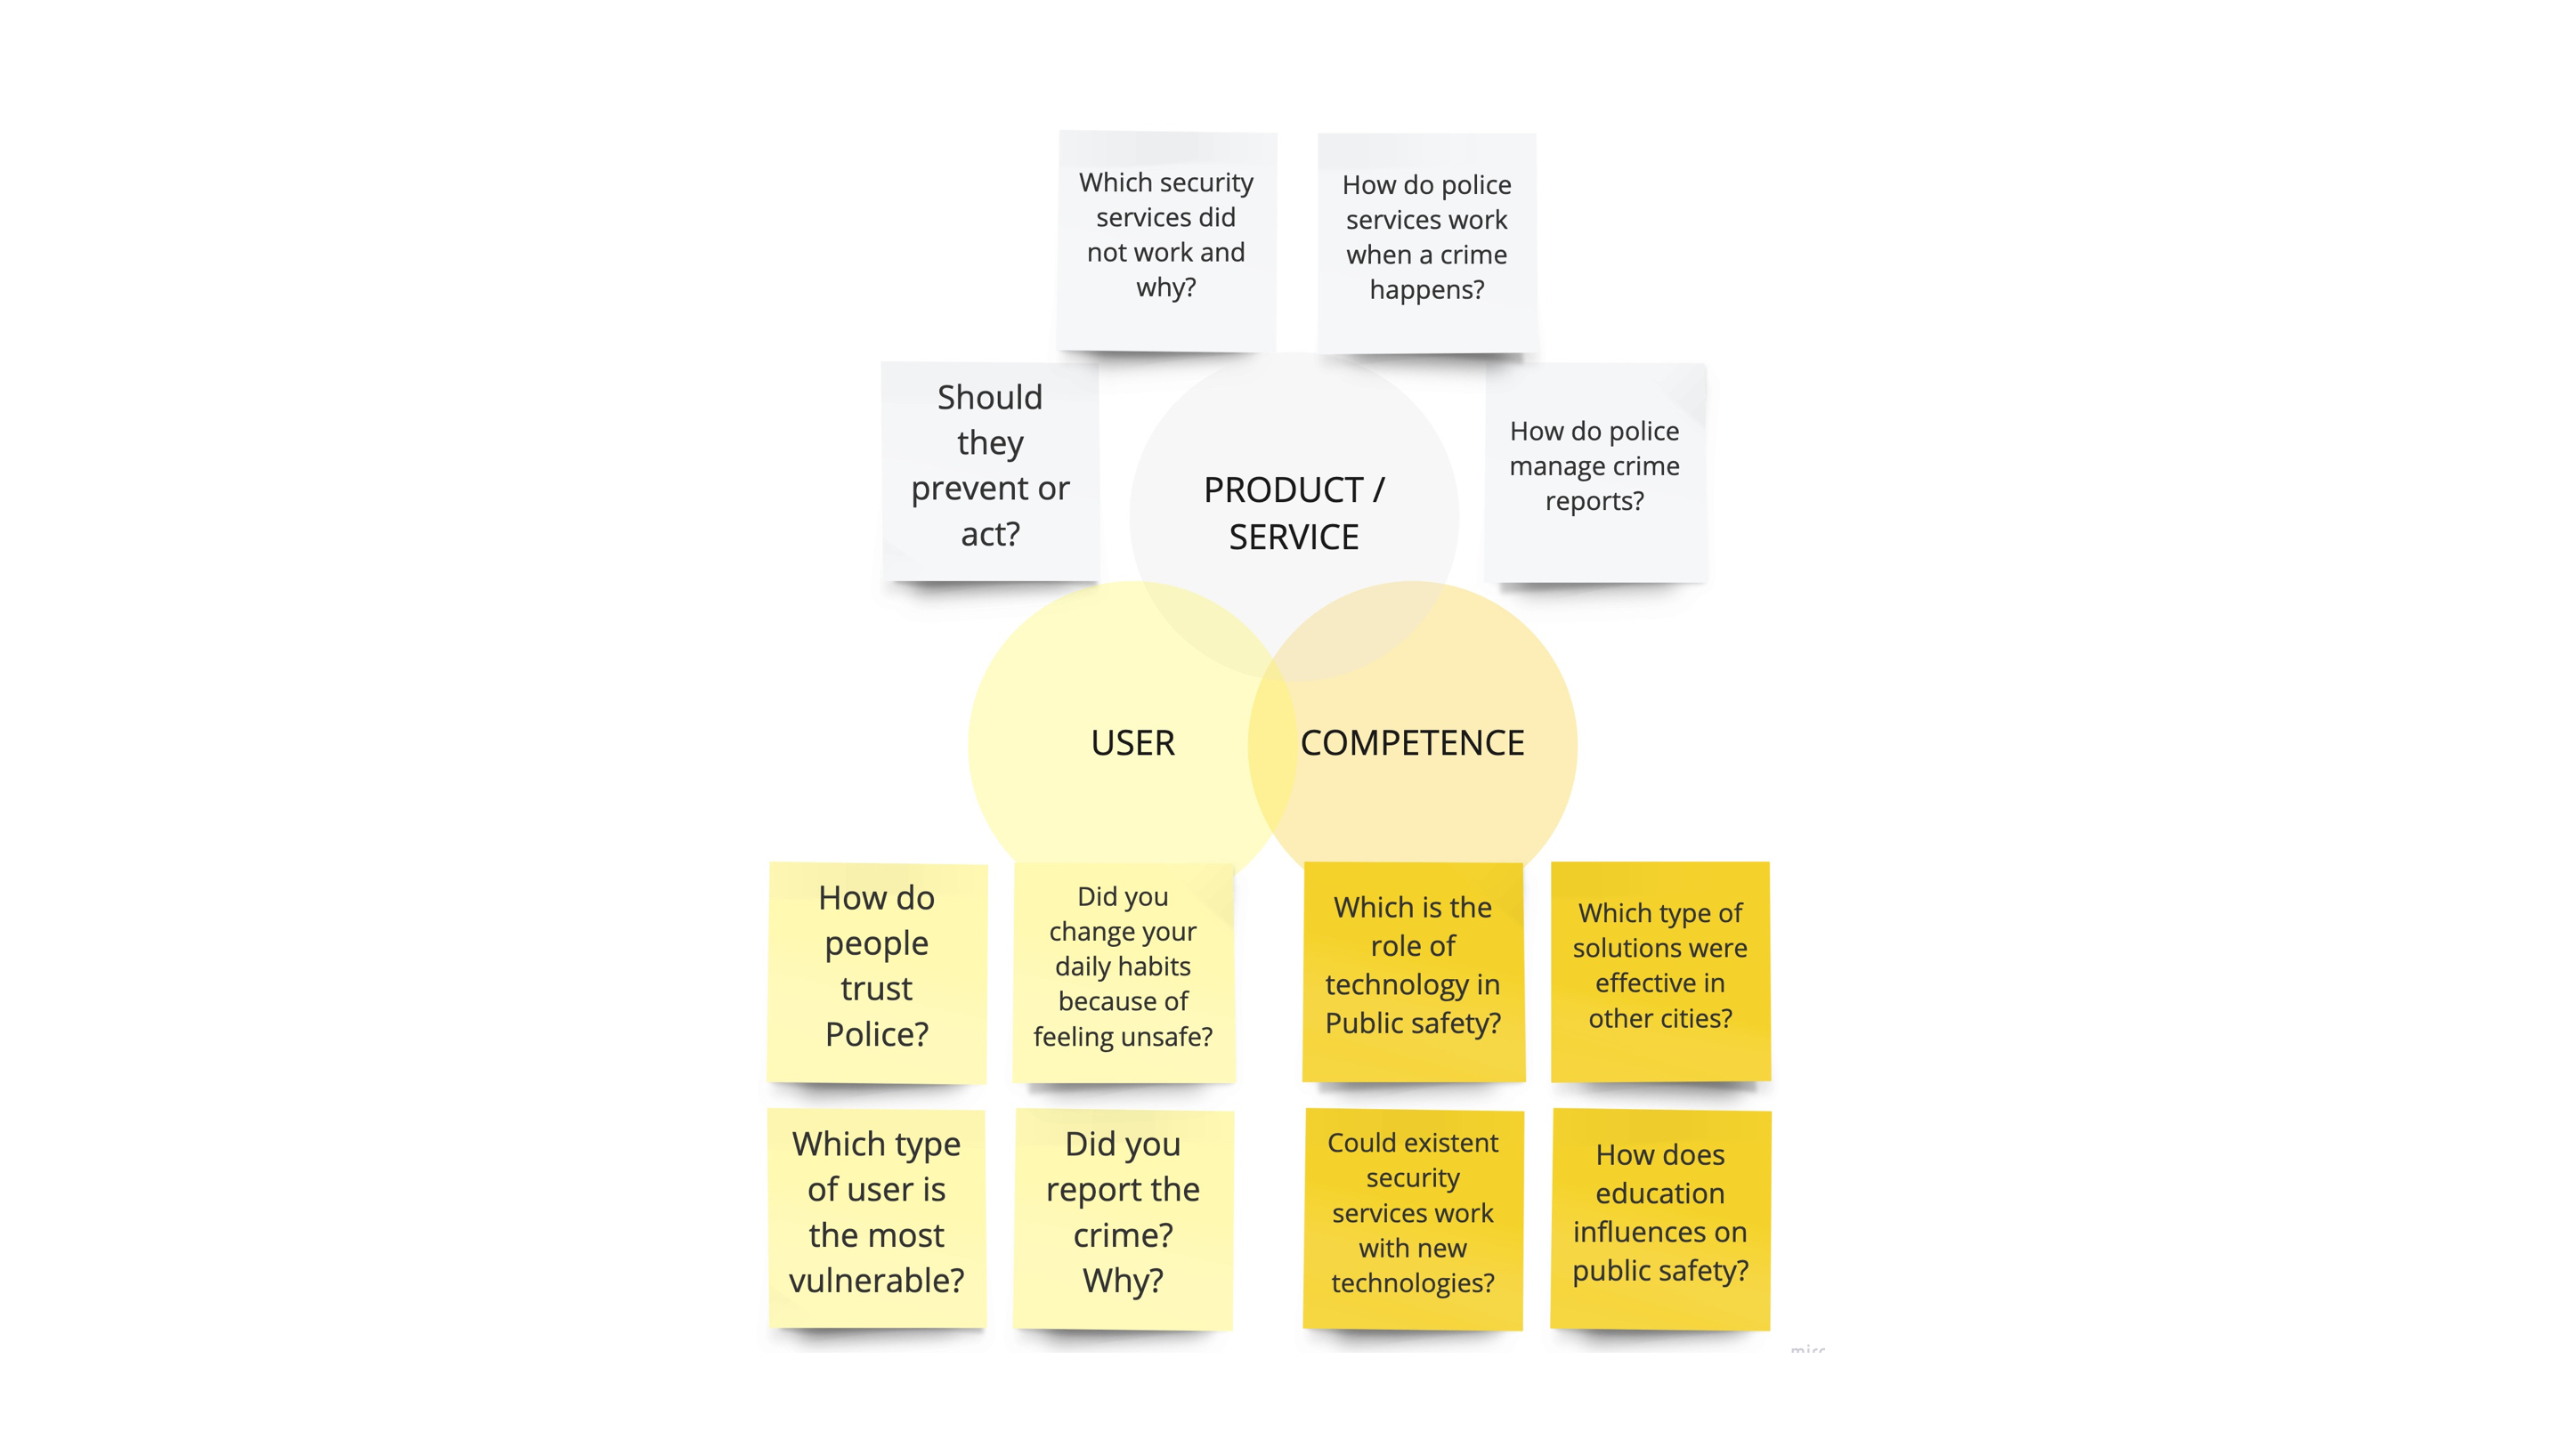 Which security
services did
not work and
why?
How do police
services work
when a crime
happens?
Should
they
prevent or
act?
How do police
manage crime
reports?
PRODUCT /
SERVICE
USER
COMPETENCE
How do
people
trust
Police?
Did you
change your
daily habits
because of
feeling unsafe?
Which is the
role of
technology in
Public safety?
Which type of
solutions were
effective in
other cities?
Which type
of user is
the most
vulnerable?
Did you
report the
crime?
Why?
Could existent
security
services work
with new
technologies?
How does
education
influences on
public safety?